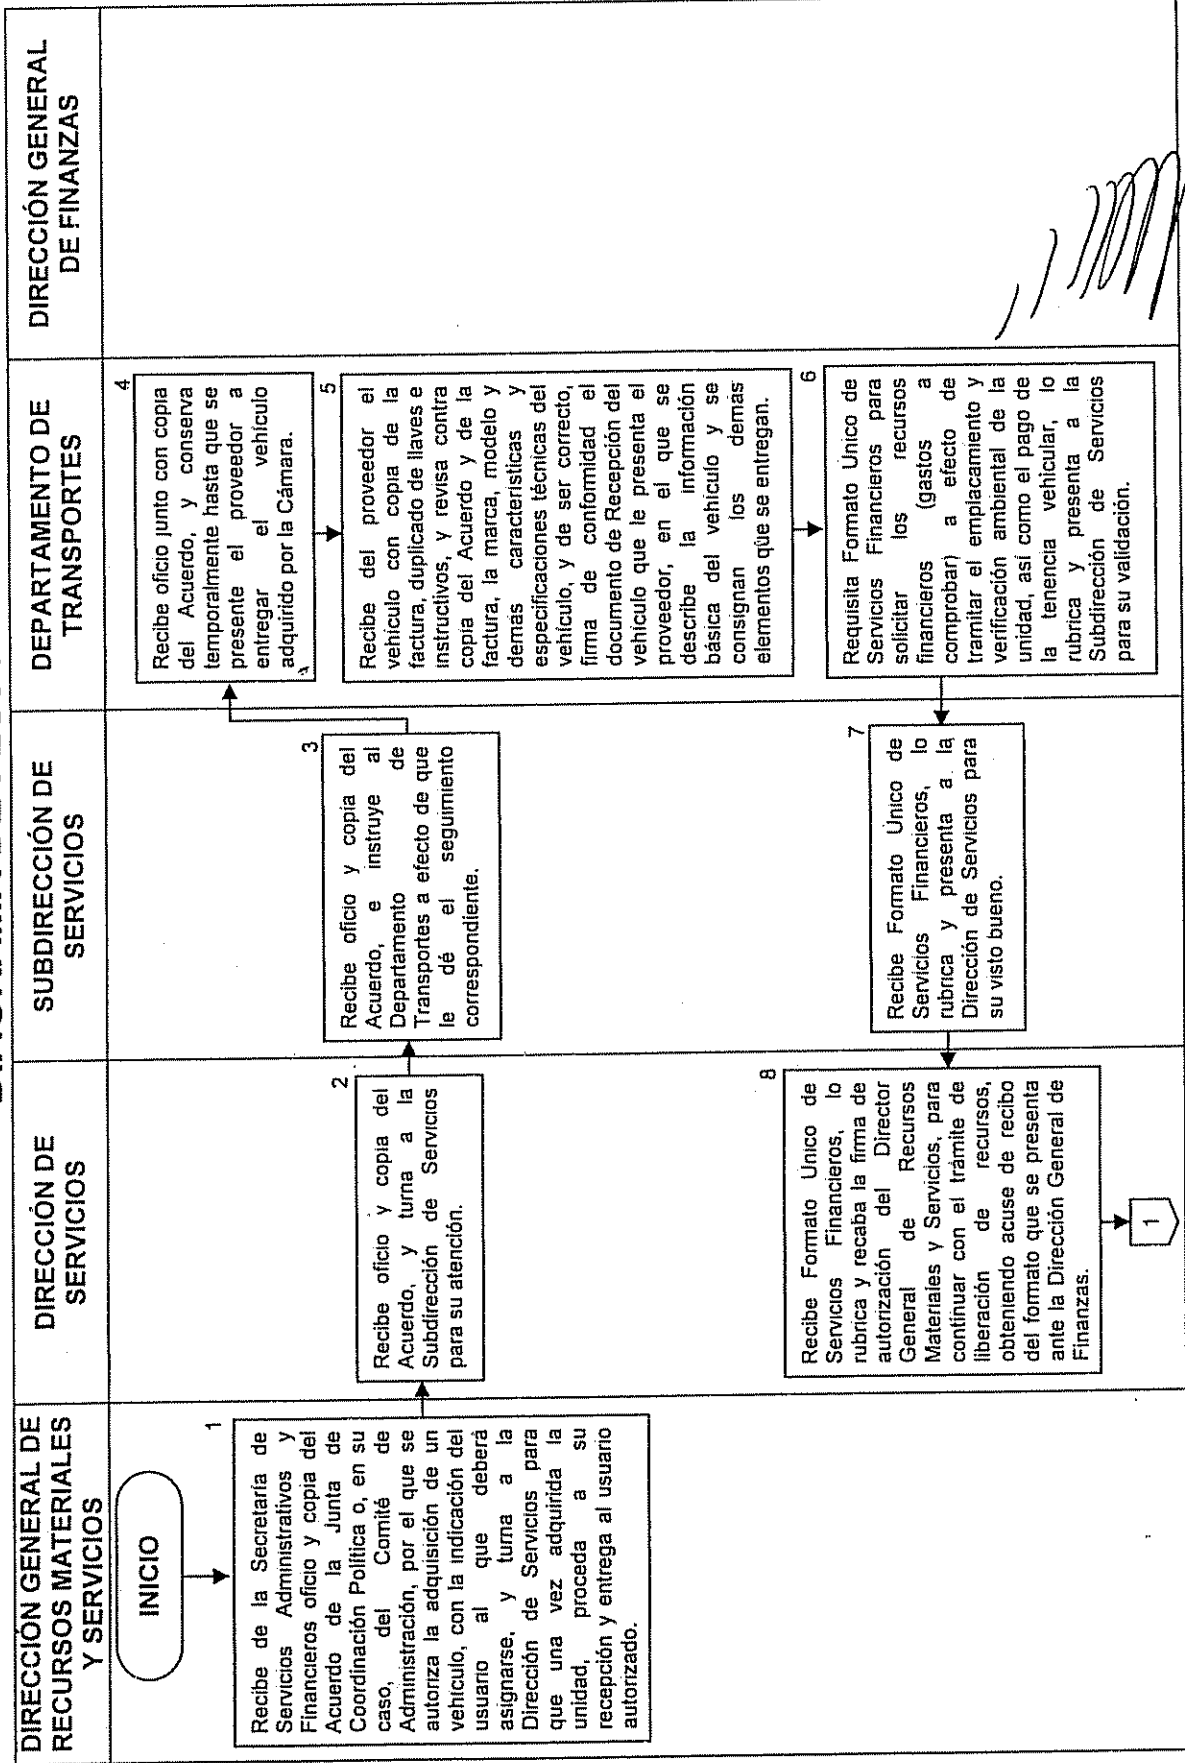 DIRECCIÓN GENERAL DE
RECURSOS MATERIALES
Y SERVICIOS
DIRECCIÓN DE
SERVICIOS
SUBDIRECCIÓN DE
SERVICIOS
DEPARTAMENTO DE
TRANSPORTES
DIRECCIÓN GENERAL
DE FINANZAS
INICIO
1
Recibe de la Secretaría de
Servicios Administrativos y
Financieros oficio y copia del
Acuerdo de la Junta de
Coordinación Política o, en su
caso, del Comité de
Administración, por el que se
autoriza la adquisición de un
vehículo, con la indicación del
usuario al que deberá
asignarse, y turna a la
Dirección de Servicios para
que una vez adquirida la
unidad, proceda a su
recepción y entrega al usuario
autorizado.
2
Recibe oficio y copia del
Acuerdo, y turna a la
Subdirección de Servicios
para su atención.
3
Recibe oficio y copia del
Acuerdo, e instruye al
Departamento de
Transportes a efecto de que
le dé el seguimiento
correspondiente.
4
Recibe oficio junto con copia
del Acuerdo, y conserva
temporalmente hasta que se
presente el proveedor a
entregar el vehículo
adquirido por la Cámara.
5
Recibe del proveedor el
vehículo con copia de la
factura, duplicado de llaves e
instructivos, y revisa contra
copia del Acuerdo y de la
factura, la marca, modelo y
demás características y
especificaciones técnicas del
vehículo, y de ser correcto,
firma de conformidad el
documento de Recepción del
vehículo que le presenta el
proveedor, en el que se
describe la información
básica del vehículo y se
consignan los demás
elementos que se entregan.
6
Requisita Formato Unico de
Servicios Financieros para
solicitar los recursos
financieros (gastos a
comprobar) a efecto de
tramitar el emplacamiento y
verificación ambiental de la
unidad, así como el pago de
la tenencia vehicular, lo
rubrica y presenta a la
Subdirección de Servicios
para su validación.
7
Recibe Formato Único de
Servicios Financieros, lo
rubrica y presenta a la
Dirección de Servicios para
su visto bueno.
8
Recibe Formato Unico de
Servicios Financieros, lo
rubrica y recaba la firma de
autorización del Director
General de Recursos
Materiales y Servicios, para
continuar con el trámite de
liberación de recursos,
obteniendo acuse de recibo
del formato que se presenta
ante la Dirección General de
Finanzas.
1